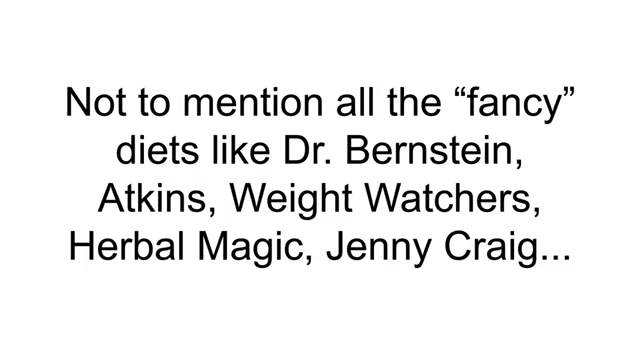 Not to mention all the “fancy”
diets like Dr. Bernstein,
Atkins, Weight Watchers,
Herbal Magic, Jenny Craig...